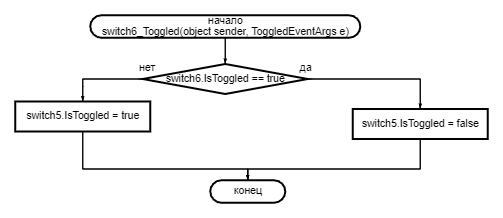 начало
switch6_Toggled(object sender, ToggledEventArgs e)
нет
да
switch6.IsToggled == true
switch5.IsToggled = true
switch5.IsToggled = false
конец